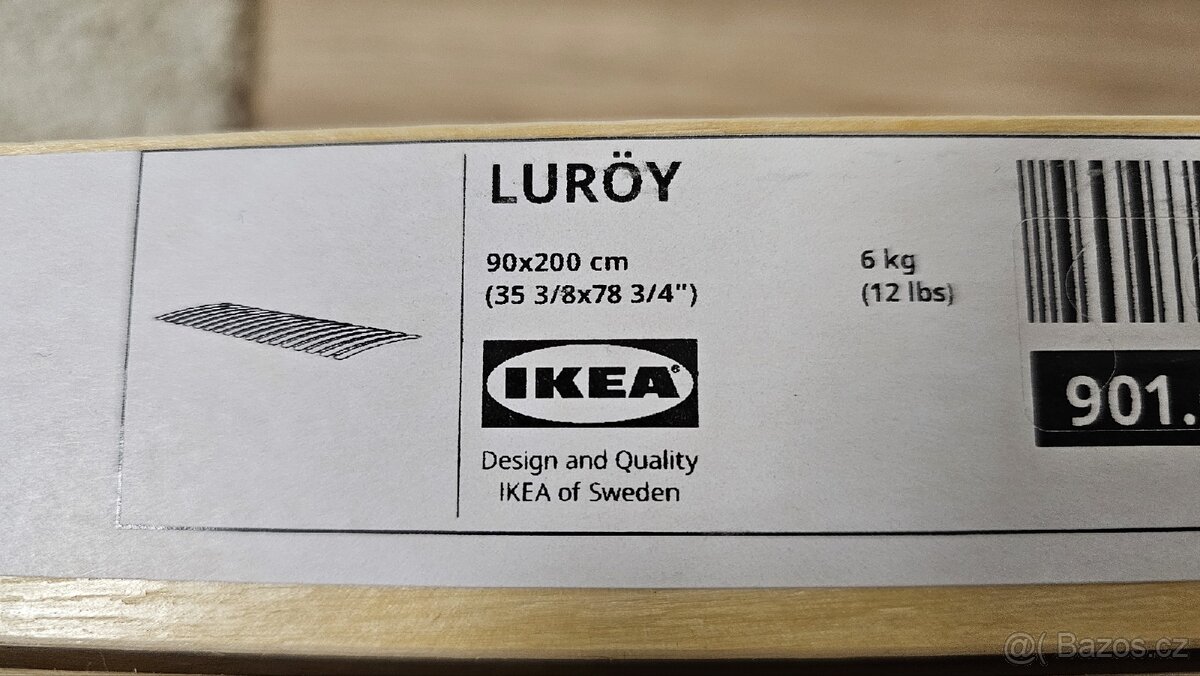 LURÖY
90x200 cm
(35 3/8x78 3/4")
6 kg
(12 lbs)
IKEA®
Design and Quality
IKEA of Sweden
901.
@( Bazos.cz